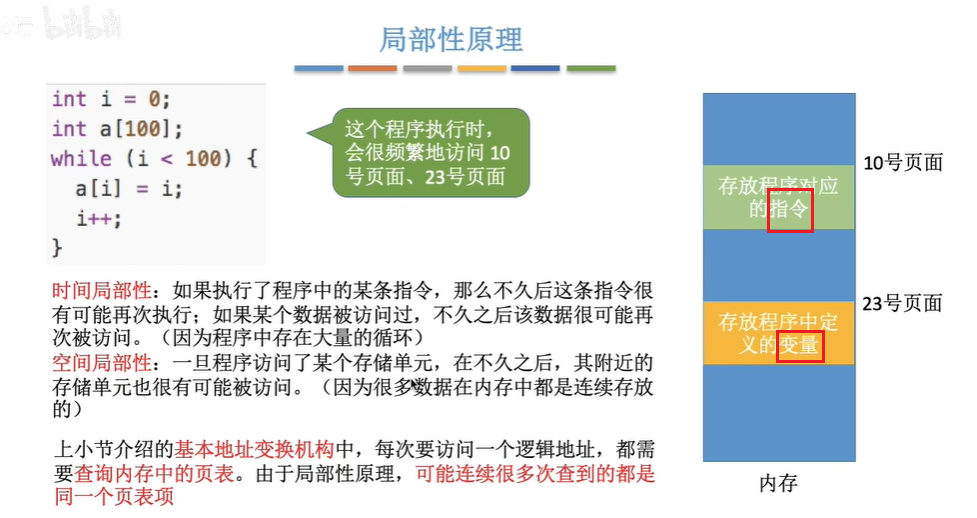 bilibili
局部性原理
int i = 0;
int a[100];
while (i < 100) {
a[i] = i;
i++;
}
这个程序执行时，
会很频繁地访问 10
号页面、23号页面
存放程序对应
的指令
10号页面
存放程序中定
义的变量
23号页面
内存
时间局部性：如果执行了程序中的某条指令，那么不久后这条指令很
有可能再次执行；如果某个数据被访问过，不久之后该数据很可能再
次被访问。（因为程序中存在大量的循环）
空间局部性：一旦程序访问了某个存储单元，在不久之后，其附近的
存储单元也很有可能被访问。（因为很多数据在内存中都是连续存放
的）
上小节介绍的基本地址变换机构中，每次要访问一个逻辑地址，都需
要查询内存中的页表。由于局部性原理，可能连续很多次查到的都是
同一个页表项